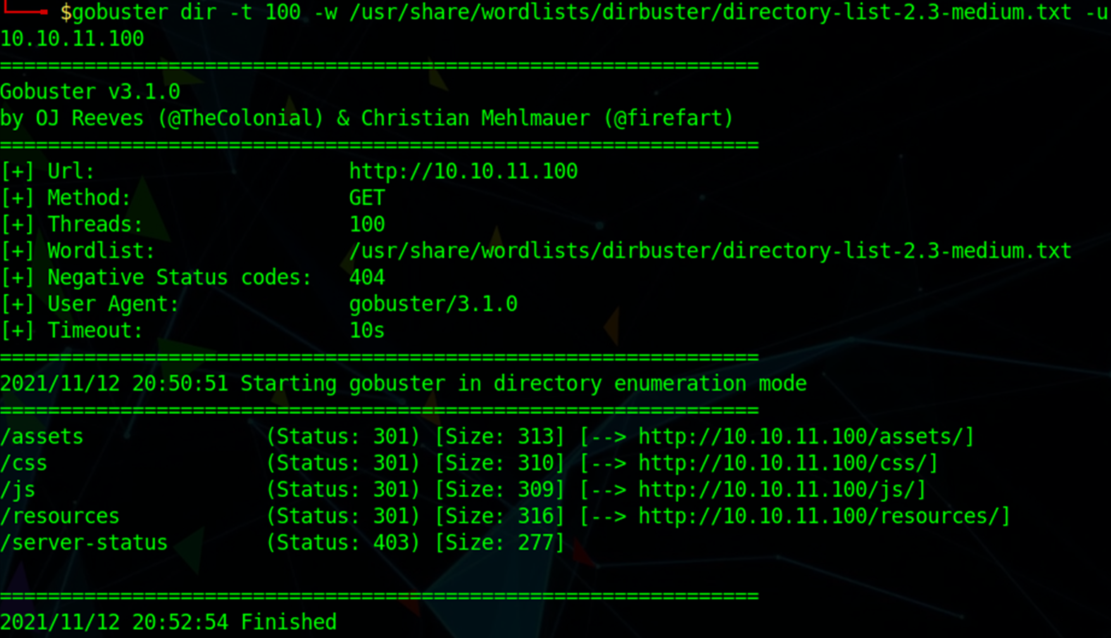 $gobuster dir -t 100 -w /usr/share/wordlists/dirbuster/directory-list-2.3-medium.txt -u
10.10.11.100
===============================================================
Gobuster v3.1.0
by OJ Reeves (@TheColonial) & Christian Mehlmauer (@firefart)
===============================================================
[+] Url:                     http://10.10.11.100
[+] Method:                  GET
[+] Threads:                 100
[+] Wordlist:                /usr/share/wordlists/dirbuster/directory-list-2.3-medium.txt
[+] Negative Status codes:   404
[+] User Agent:              gobuster/3.1.0
[+] Timeout:                 10s
===============================================================
2021/11/12 20:50:51 Starting gobuster in directory enumeration mode
===============================================================
/assets               (Status: 301) [Size: 313] [--> http://10.10.11.100/assets/]
/css                  (Status: 301) [Size: 310] [--> http://10.10.11.100/css/]
/js                   (Status: 301) [Size: 309] [--> http://10.10.11.100/js/]
/resources            (Status: 301) [Size: 316] [--> http://10.10.11.100/resources/]
/server-status        (Status: 403) [Size: 277]
===============================================================
2021/11/12 20:52:54 Finished